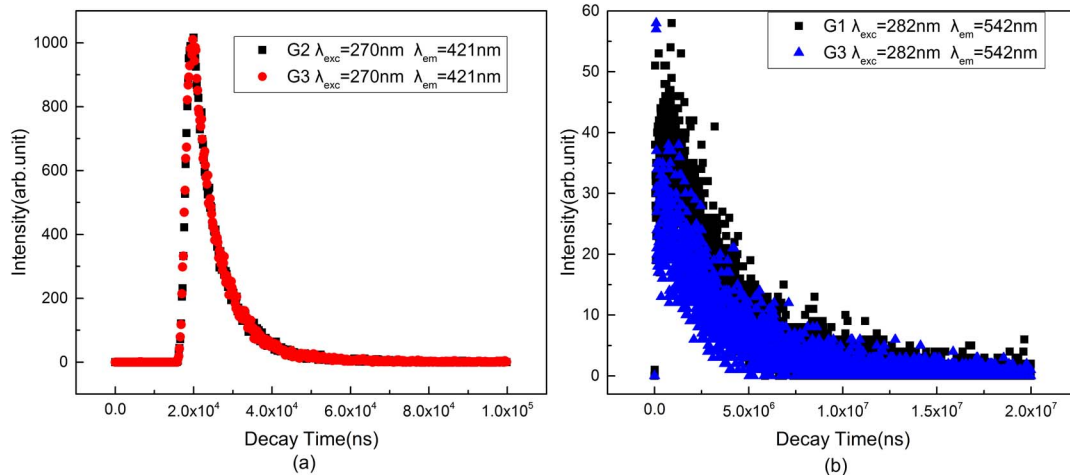 G2 λexc=270nm λem=421nm
G3 λexc=270nm λem=421nm
1000
800
600
400
200
0
Intensity(arb.unit)
0.0 2.0x10⁴ 4.0x10⁴ 6.0x10⁴ 8.0x10⁴ 1.0x10⁵
Decay Time(ns)
(a)
G1 λexc=282nm λem=542nm
G3 λexc=282nm λem=542nm
60
50
40
30
20
10
0
Intensity(arb.unit)
0.0 5.0x10⁶ 1.0x10⁷ 1.5x10⁷ 2.0x10⁷
Decay Time(ns)
(b)